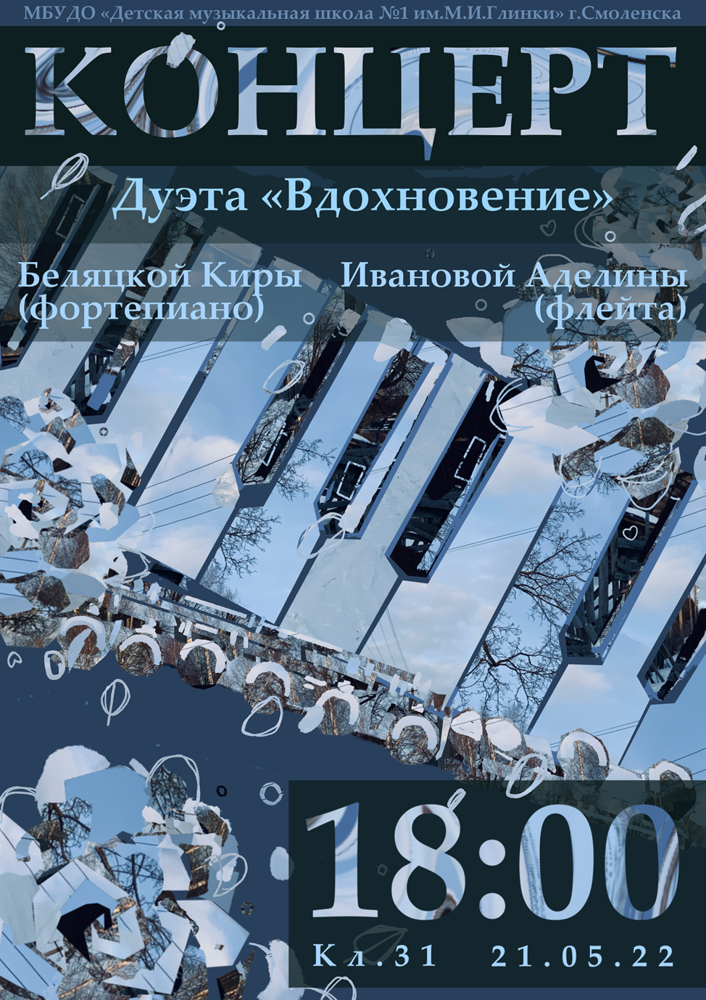 МБУДО «Детская музыкальная школа №1 им.М.И.Глинки» г.Смоленска
КОНЦЕРТ
Дуэта «Вдохновение»
Беляцкой Киры
(фортепиано)
Ивановой Аделины
(флейта)
18:00
Кл.31 21.05.22